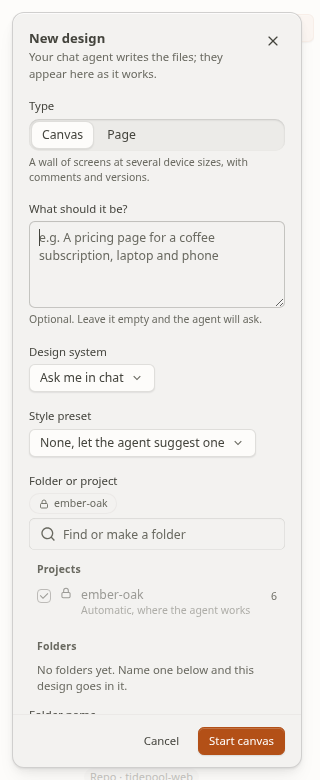 New design
Your chat agent writes the files; they
appear here as it works.
Type
Canvas Page
A wall of screens at several device sizes, with
comments and versions.
What should it be?
e.g. A pricing page for a coffee
subscription, laptop and phone
Optional. Leave it empty and the agent will ask.
Design system
Ask me in chat
Style preset
None, let the agent suggest one
Folder or project
ember-oak
Find or make a folder
Projects
ember-oak 6
Automatic, where the agent works
Folders
No folders yet. Name one below and this
design goes in it.
Folder name
Cancel Start canvas
Repo · tidepool-web